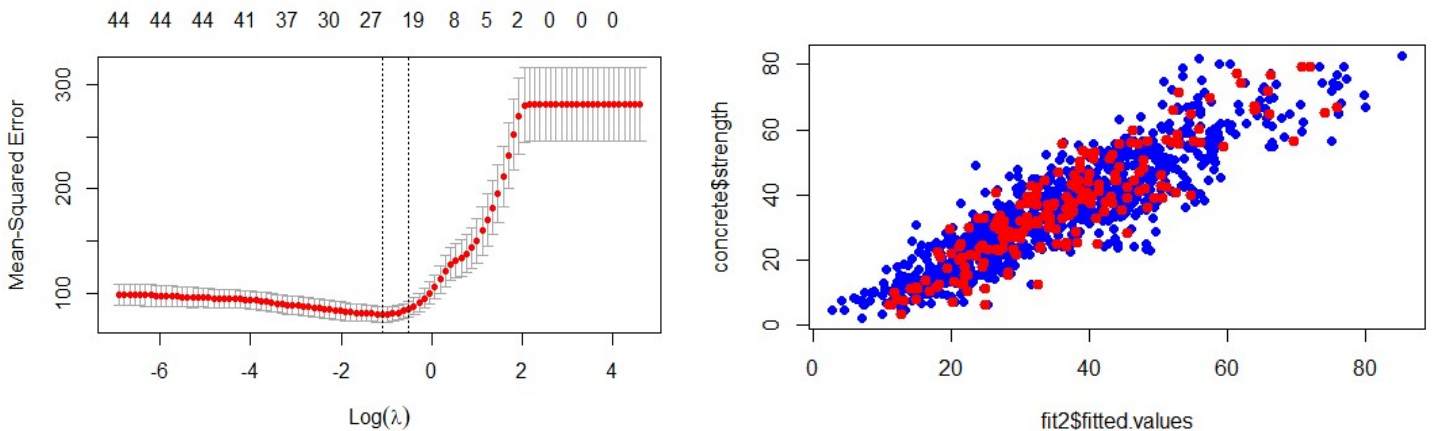 44 44 44 41 37 30 27 19 8 5 2 0 0 0
Mean-Squared Error
300
200
100
-6 -4 -2 0 2 4
Log(λ)
concrete$strength
80
60
40
20
0
0 20 40 60 80
fit2$fitted.values